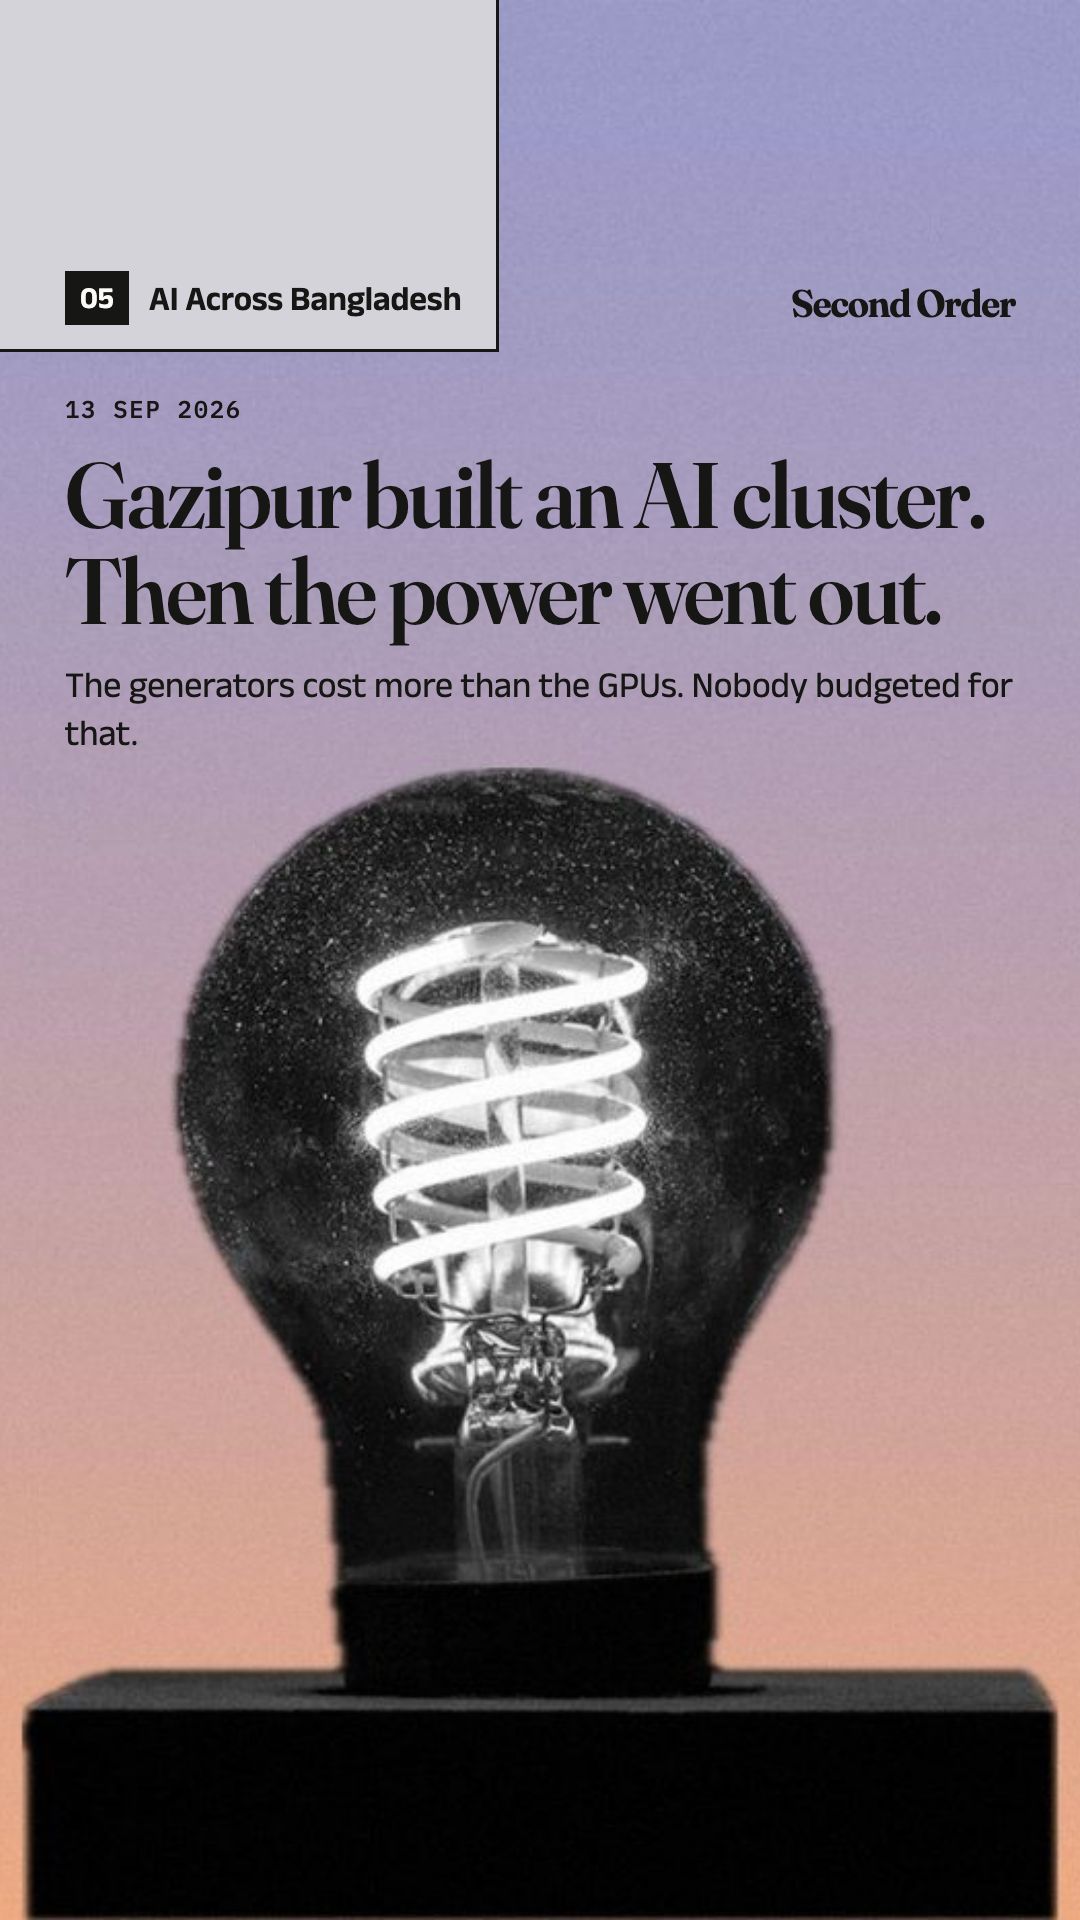 05 AI Across Bangladesh
Second Order
13 SEP 2026
Gazipur built an AI cluster.
Then the power went out.
The generators cost more than the GPUs. Nobody budgeted for
that.